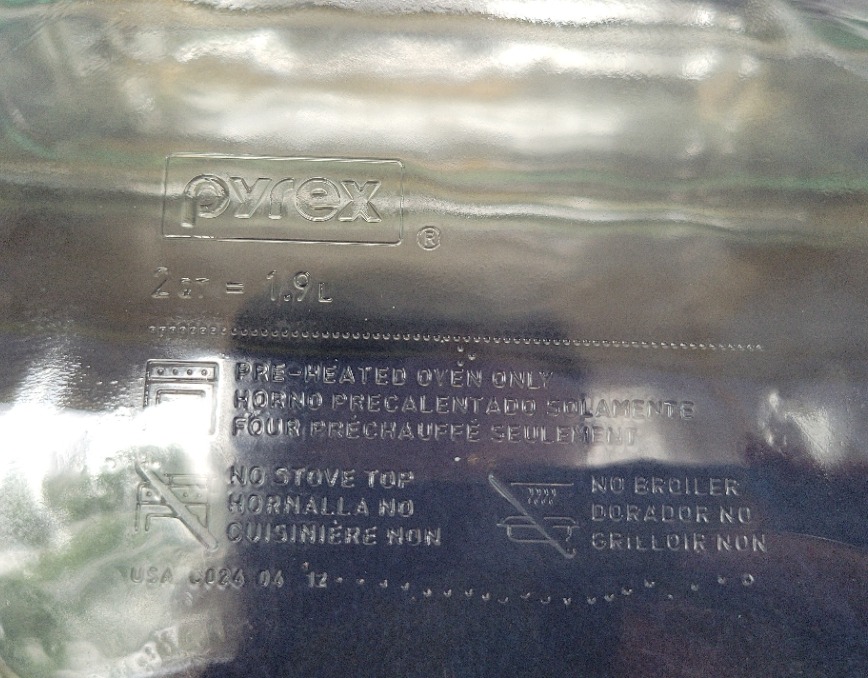 pyrex ®
2 QT = 1.9 L
PRE-HEATED OVEN ONLY
HORNO PRECALENTADO SOLAMENTE
FOUR PRÉCHAUFFÉ SEULEMENT
NO STOVE TOP
HORNALLA NO
CUISINIÈRE NON
NO BROILER
DORADOR NO
GRILLOIR NON
USA 04 12